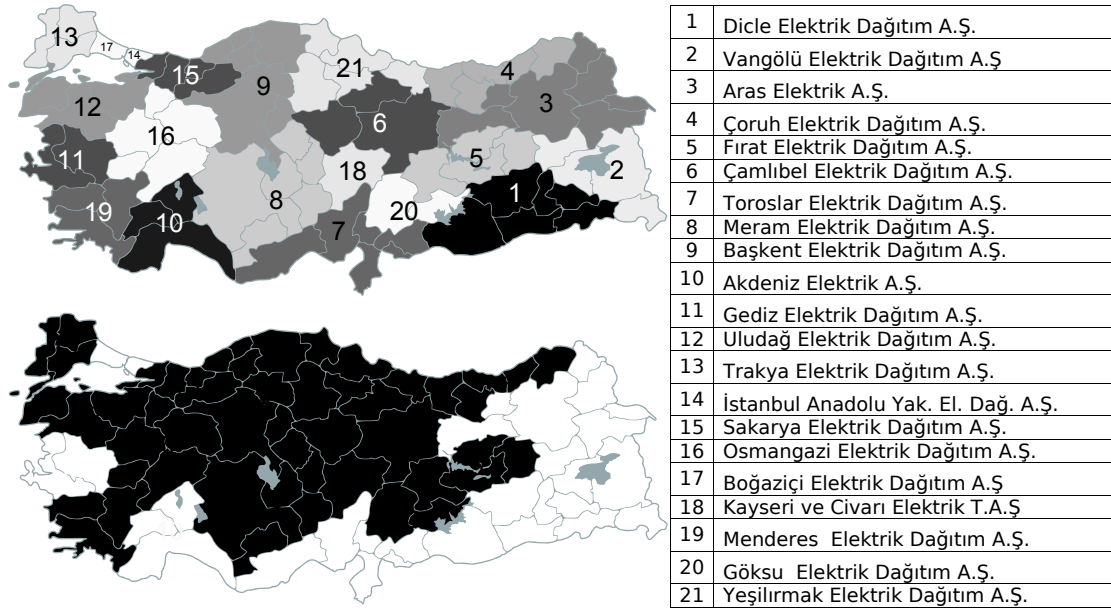 13
17
14
15
21
4
9
3
12
6
16
11
5
18
2
8
1
19
20
10
7
1 Dicle Elektrik Dağıtım A.Ş.
2 Vangölü Elektrik Dağıtım A.Ş
3 Aras Elektrik A.Ş.
4 Çoruh Elektrik Dağıtım A.Ş.
5 Fırat Elektrik Dağıtım A.Ş.
6 Çamlıbel Elektrik Dağıtım A.Ş.
7 Toroslar Elektrik Dağıtım A.Ş.
8 Meram Elektrik Dağıtım A.Ş.
9 Başkent Elektrik Dağıtım A.Ş.
10 Akdeniz Elektrik A.Ş.
11 Gediz Elektrik Dağıtım A.Ş.
12 Uludağ Elektrik Dağıtım A.Ş.
13 Trakya Elektrik Dağıtım A.Ş.
14 İstanbul Anadolu Yak. El. Dağ. A.Ş.
15 Sakarya Elektrik Dağıtım A.Ş.
16 Osmangazi Elektrik Dağıtım A.Ş.
17 Boğaziçi Elektrik Dağıtım A.Ş
18 Kayseri ve Civarı Elektrik T.A.Ş
19 Menderes Elektrik Dağıtım A.Ş.
20 Göksu Elektrik Dağıtım A.Ş.
21 Yeşilırmak Elektrik Dağıtım A.Ş.